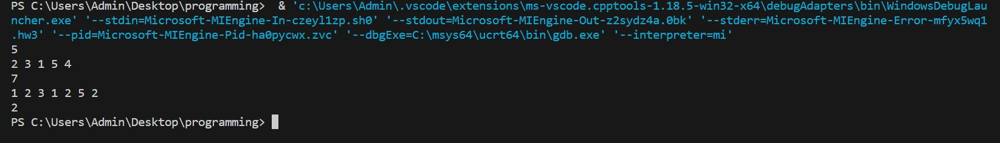 PS C:\Users\Admin\Desktop\programming>  & 'c:\Users\Admin\.vscode\extensions\ms-vscode.cpptools-1.18.5-win32-x64\debugAdapters\bin\WindowsDebugLau
ncher.exe' '--stdin=Microsoft-MIEngine-In-czeyl1zp.sh0' '--stdout=Microsoft-MIEngine-Out-z2sydz4a.0bk' '--stderr=Microsoft-MIEngine-Error-mfyx5wq1
.hw3' '--pid=Microsoft-MIEngine-Pid-ha0pycwx.zvc' '--dbgExe=C:\msys64\ucrt64\bin\gdb.exe' '--interpreter=mi'
5
2 3 1 5 4
7
1 2 3 1 2 5 2
2
PS C:\Users\Admin\Desktop\programming>